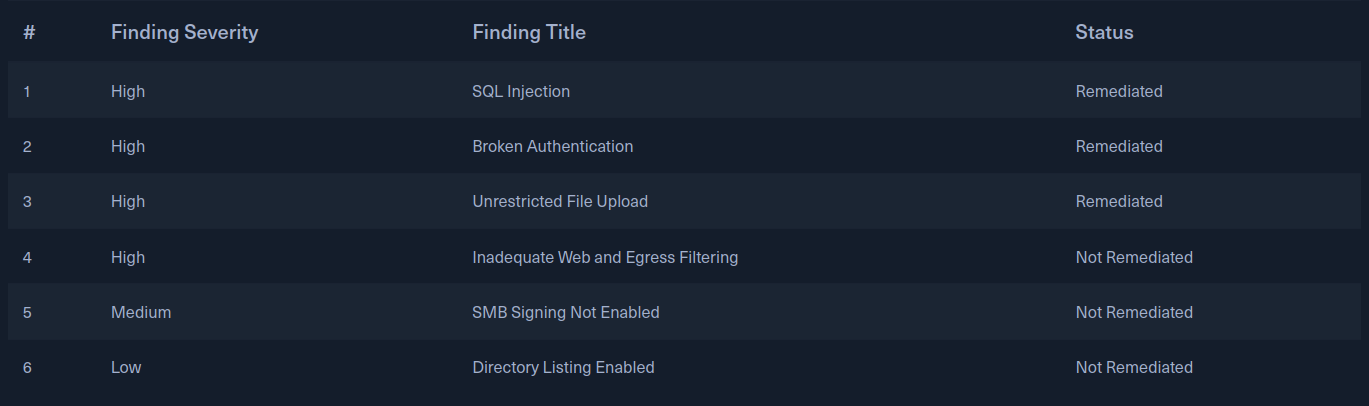 # Finding Severity Finding Title Status
1 High SQL Injection Remediated
2 High Broken Authentication Remediated
3 High Unrestricted File Upload Remediated
4 High Inadequate Web and Egress Filtering Not Remediated
5 Medium SMB Signing Not Enabled Not Remediated
6 Low Directory Listing Enabled Not Remediated